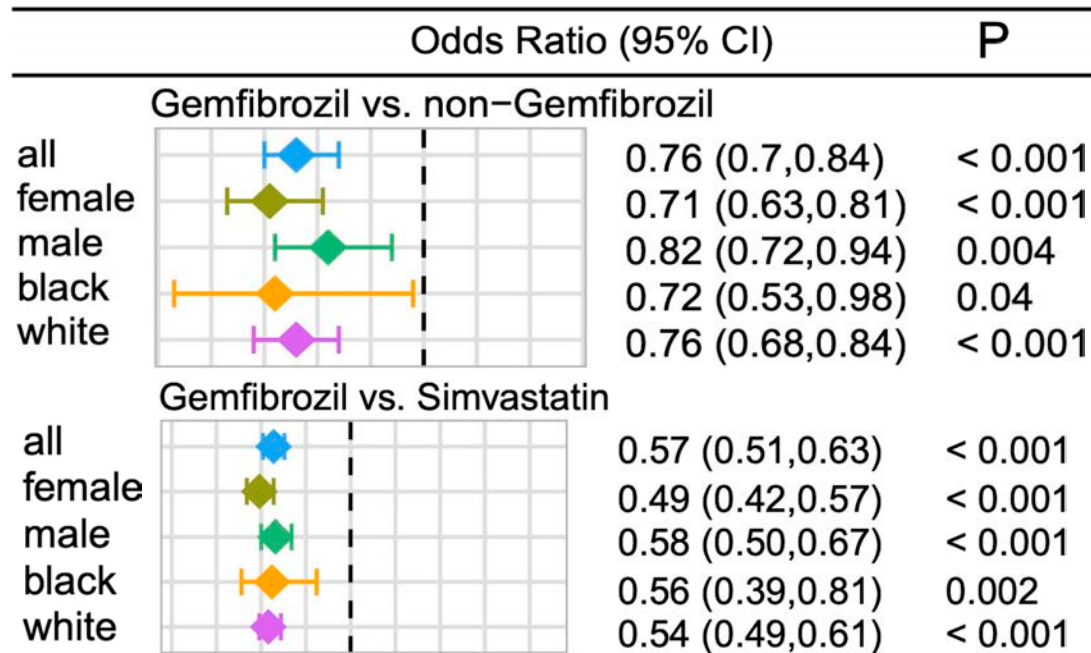 Odds Ratio (95% CI) P
Gemfibrozil vs. non−Gemfibrozil
all 0.76 (0.7,0.84) < 0.001
female 0.71 (0.63,0.81) < 0.001
male 0.82 (0.72,0.94) 0.004
black 0.72 (0.53,0.98) 0.04
white 0.76 (0.68,0.84) < 0.001
Gemfibrozil vs. Simvastatin
all 0.57 (0.51,0.63) < 0.001
female 0.49 (0.42,0.57) < 0.001
male 0.58 (0.50,0.67) < 0.001
black 0.56 (0.39,0.81) 0.002
white 0.54 (0.49,0.61) < 0.001